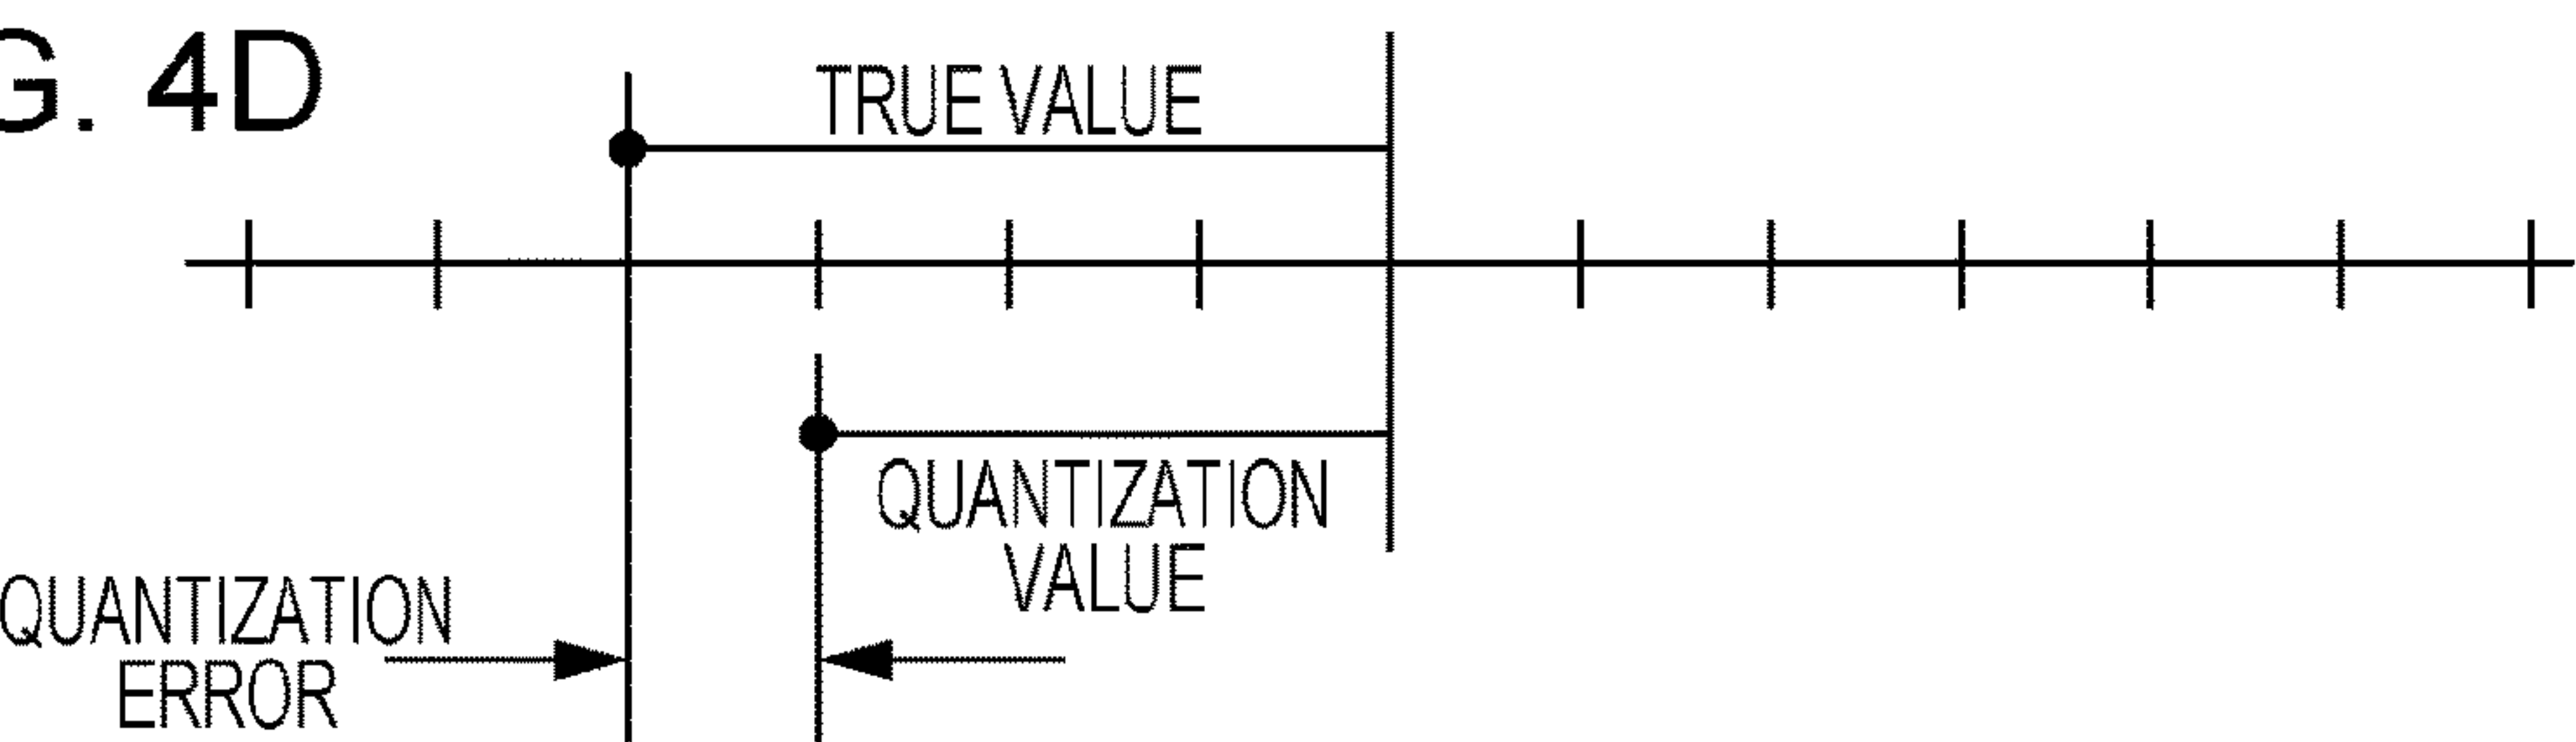 G. 4D
TRUE VALUE
QUANTIZATION
VALUE
QUANTIZATION
ERROR